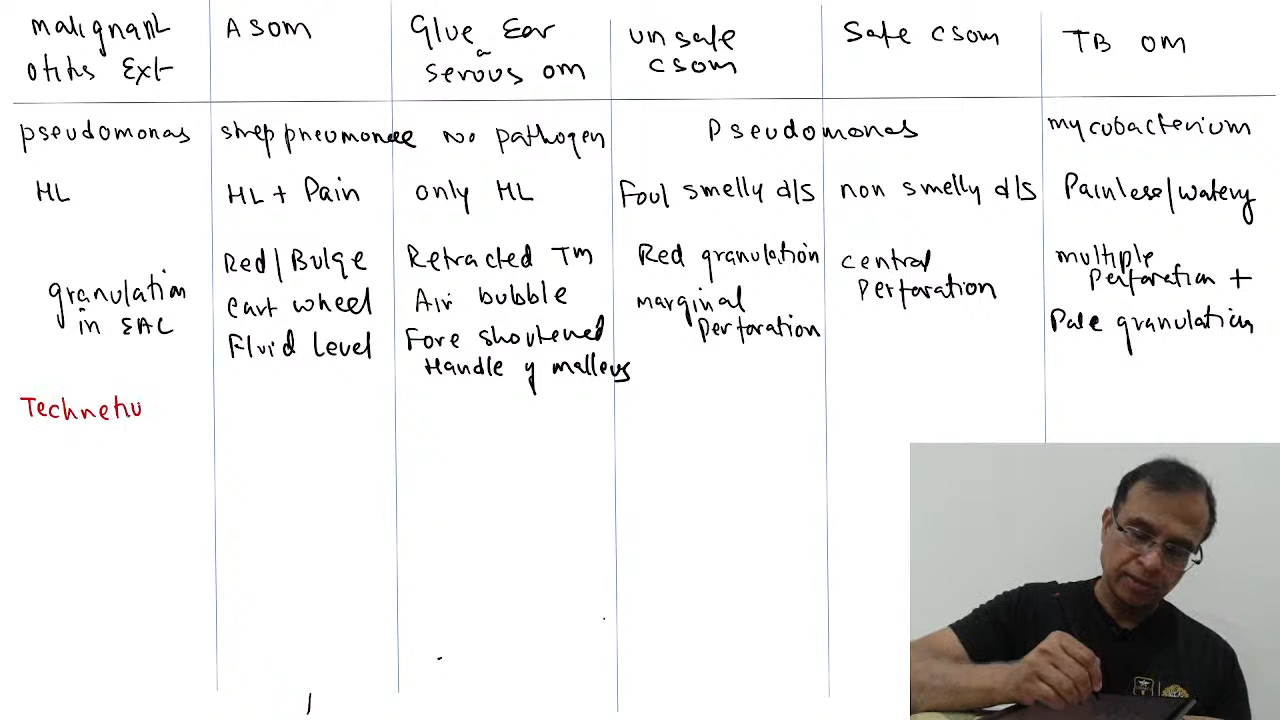 malignant
otitis Ext
ASOM
Glue Ear
a
serous om
unsafe
csom
Safe csom
TB om
pseudomonas
strep pneumonae
no pathogen
Pseudomonas
mycobacterium
HL
HL + Pain
only HL
Foul smelly d/s
non smelly d/s
Painless/watery
granulation
in EAC
Red/Bulge
cart wheel
Fluid Level
Retracted TM
Air bubble
Fore shortened
Handle of malleus
Red granulation
marginal
Perforation
central
Perforation
multiple
Perforation +
Pale granulation
Technetiu